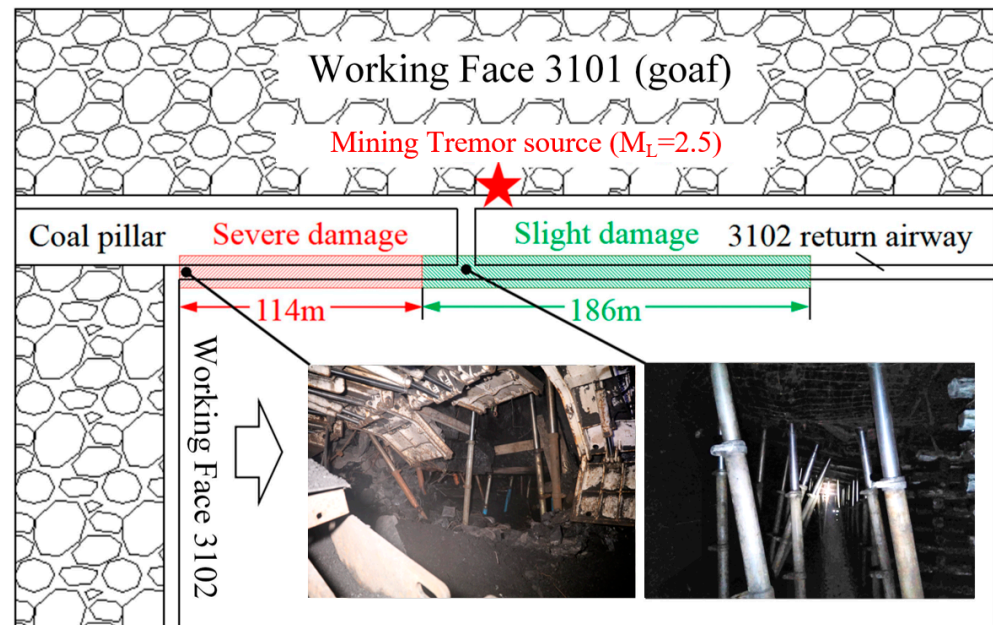 Working Face 3101 (goaf)
Mining Tremor source (M_L=2.5)
Coal pillar
Severe damage
Slight damage
3102 return airway
114m
186m
Working Face 3102